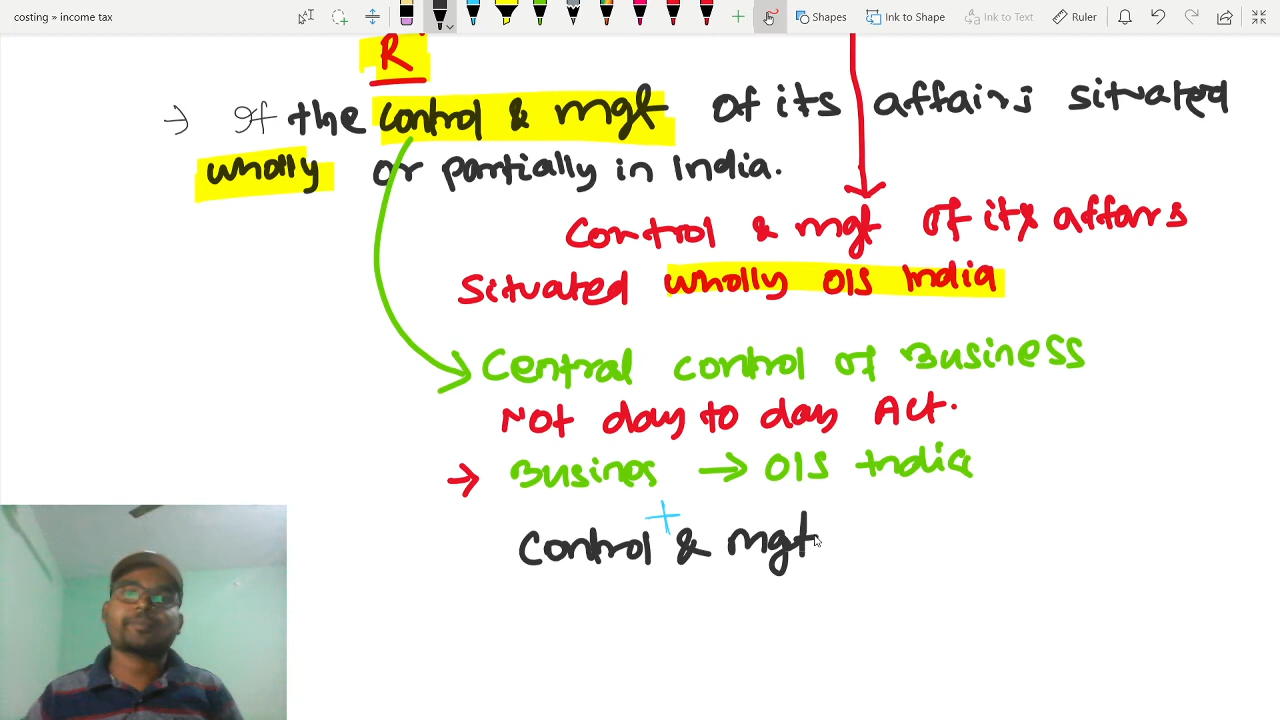 costing » income tax
Shapes Ink to Shape Ink to Text Ruler
R
→ If the control & mgt of its affairs situated
wholly or partially in India.
control & mgt of its affars
situated wholly O/S India
Central control of Business
Not day to day Act.
→ Busines → O/S India
+
control & mgt